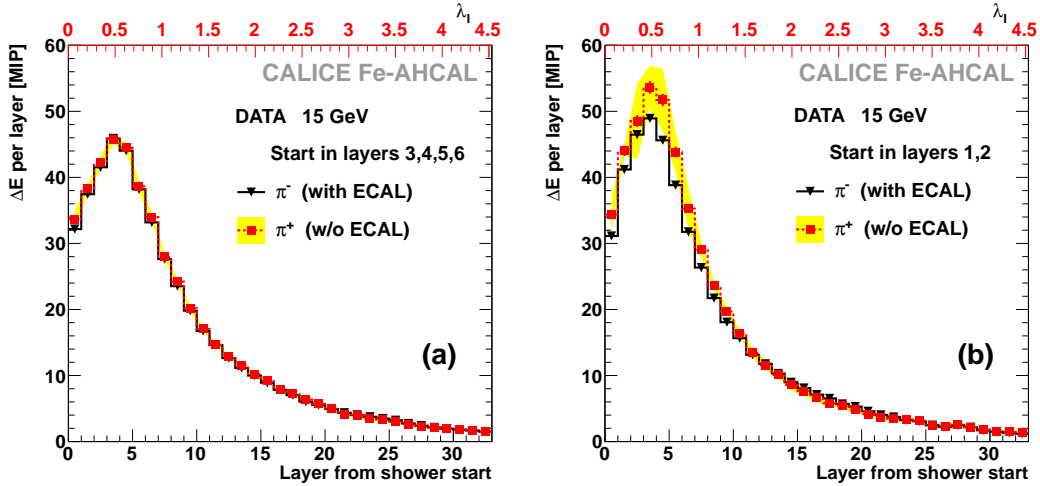 λI
0 0.5 1 1.5 2 2.5 3 3.5 4 4.5
ΔE per layer [MIP]
60
50
40
30
20
10
0
CALICE Fe-AHCAL
DATA 15 GeV
Start in layers 3,4,5,6
π- (with ECAL)
π+ (w/o ECAL)
(a)
0 5 10 15 20 25 30
Layer from shower start
λI
0 0.5 1 1.5 2 2.5 3 3.5 4 4.5
ΔE per layer [MIP]
60
50
40
30
20
10
0
CALICE Fe-AHCAL
DATA 15 GeV
Start in layers 1,2
π- (with ECAL)
π+ (w/o ECAL)
(b)
0 5 10 15 20 25 30
Layer from shower start